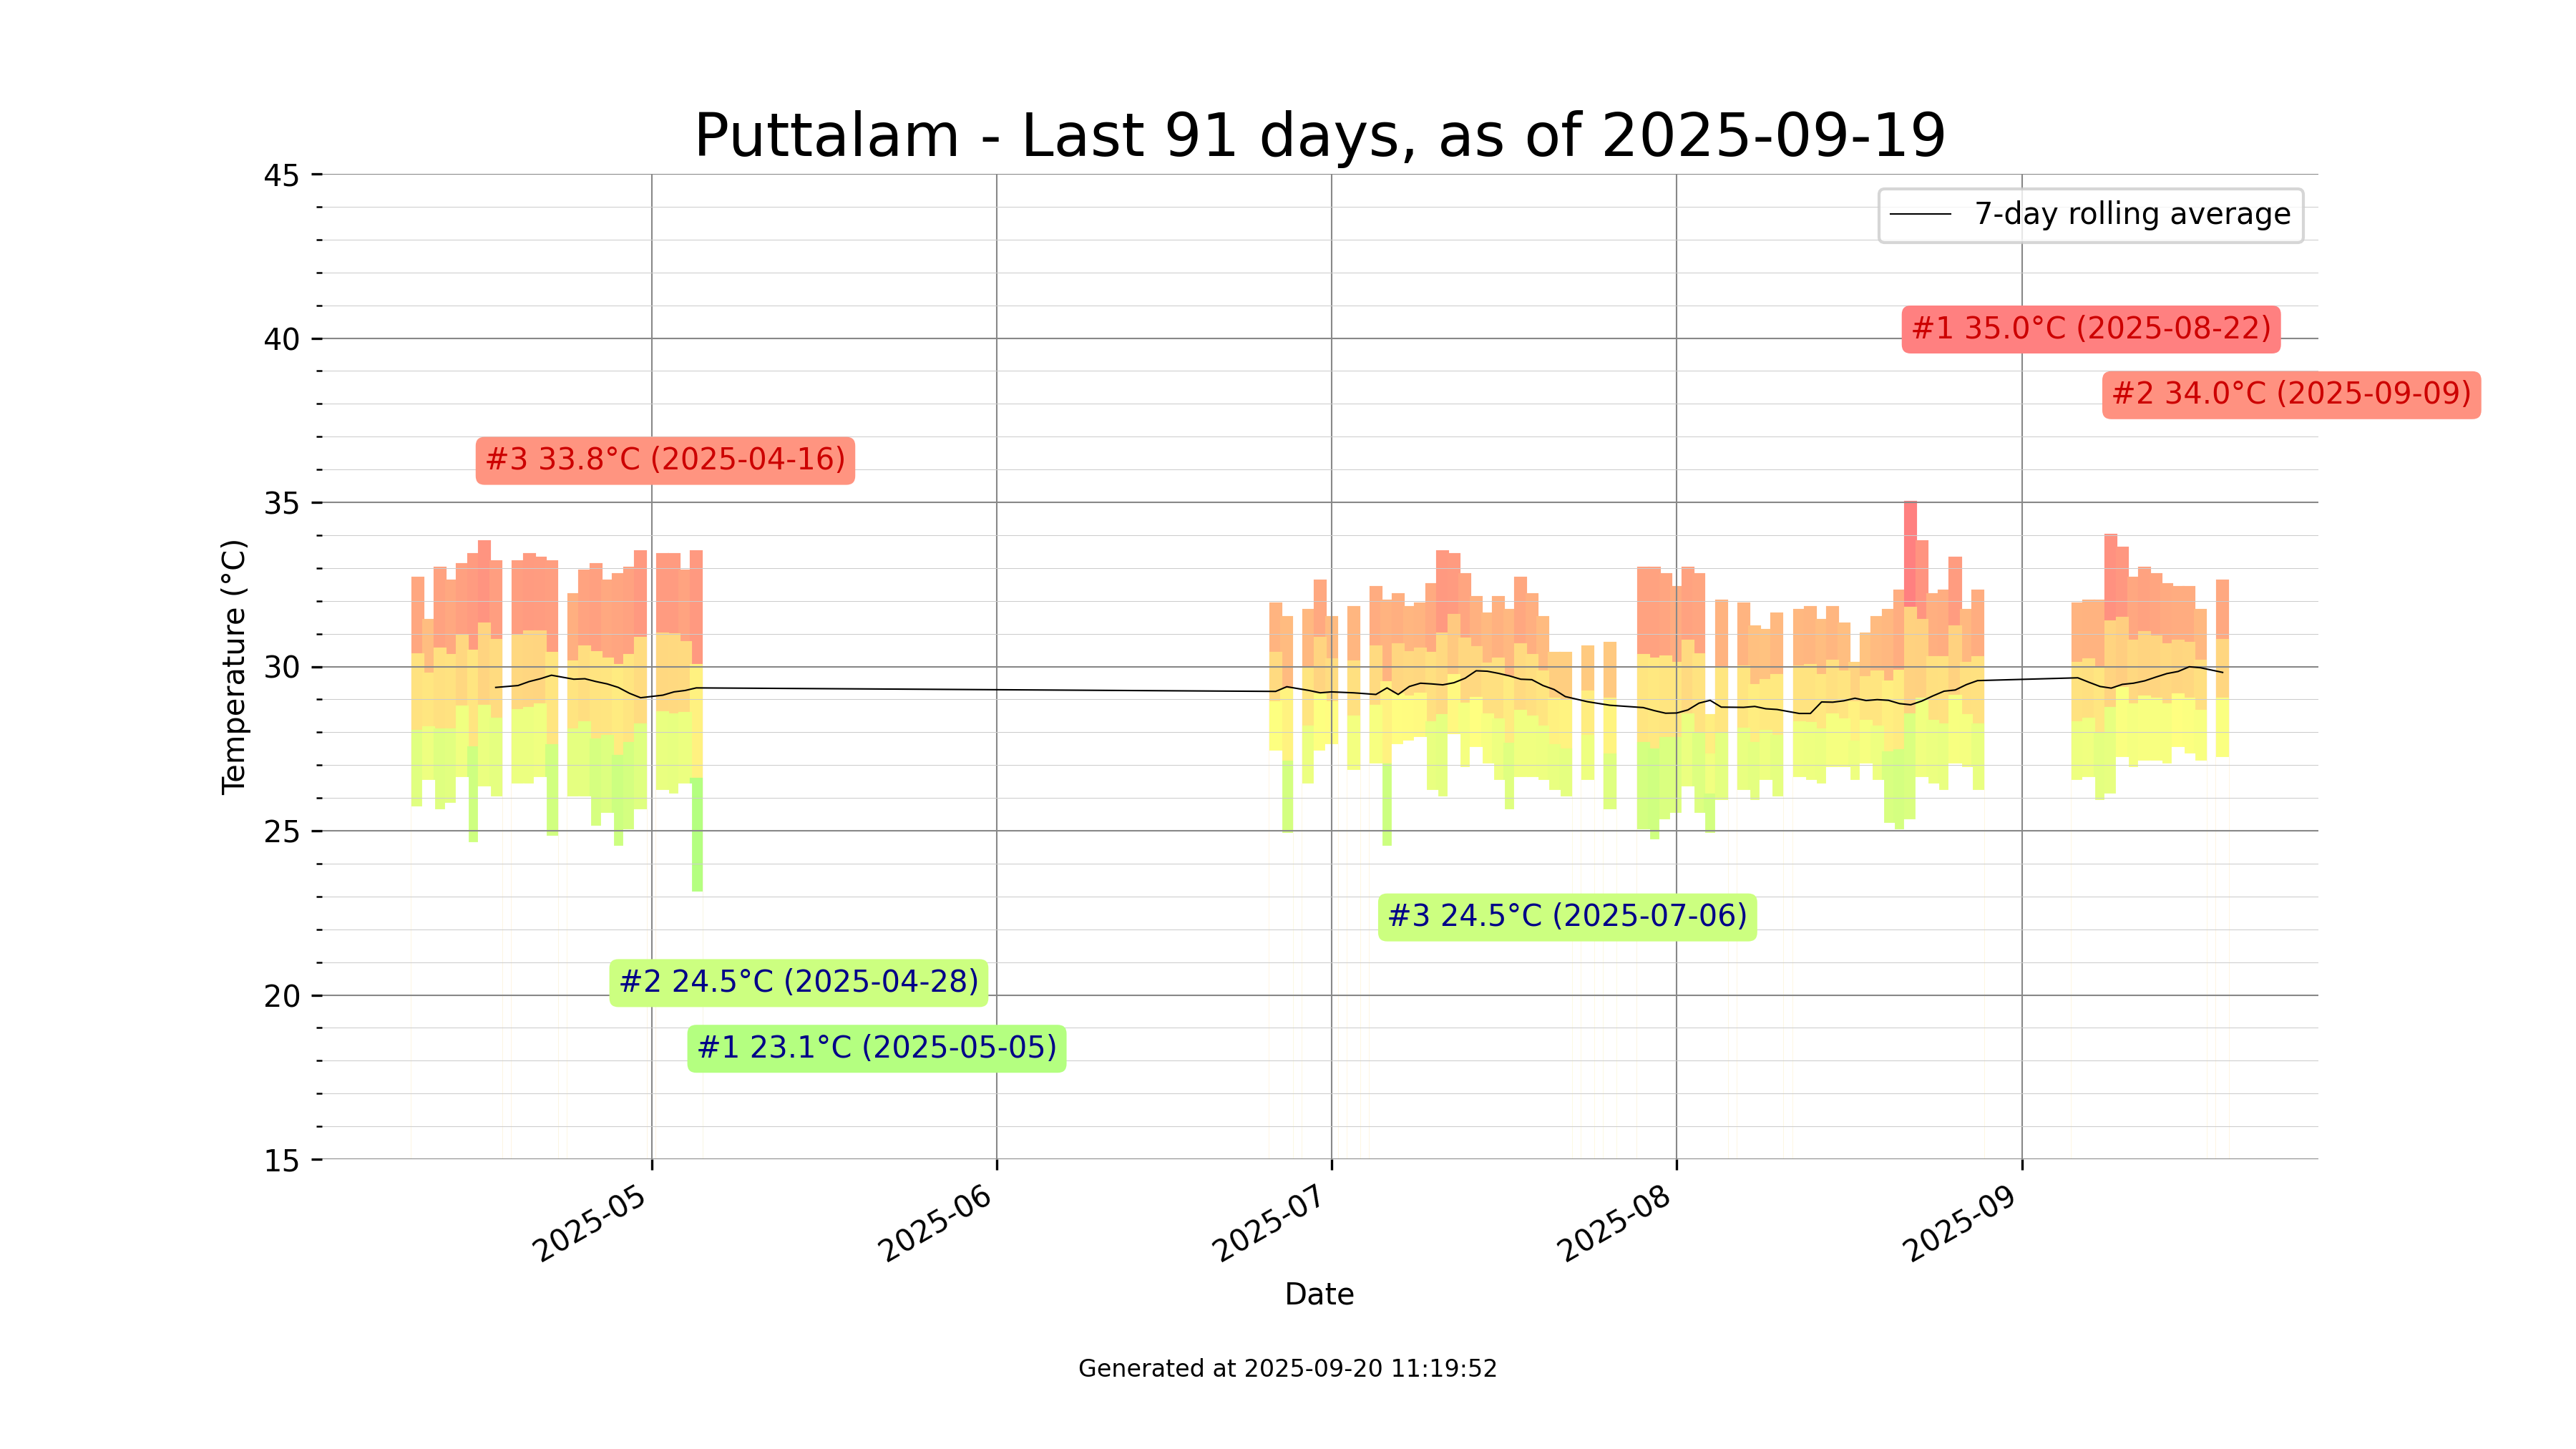 Puttalam - Last 91 days, as of 2025-09-19
7-day rolling average
#1 35.0°C (2025-08-22)
#2 34.0°C (2025-09-09)
#3 33.8°C (2025-04-16)
#3 24.5°C (2025-07-06)
#2 24.5°C (2025-04-28)
#1 23.1°C (2025-05-05)
Temperature (°C)
45
40
35
30
25
20
15
2025-05
2025-06
2025-07
2025-08
2025-09
Date
Generated at 2025-09-20 11:19:52